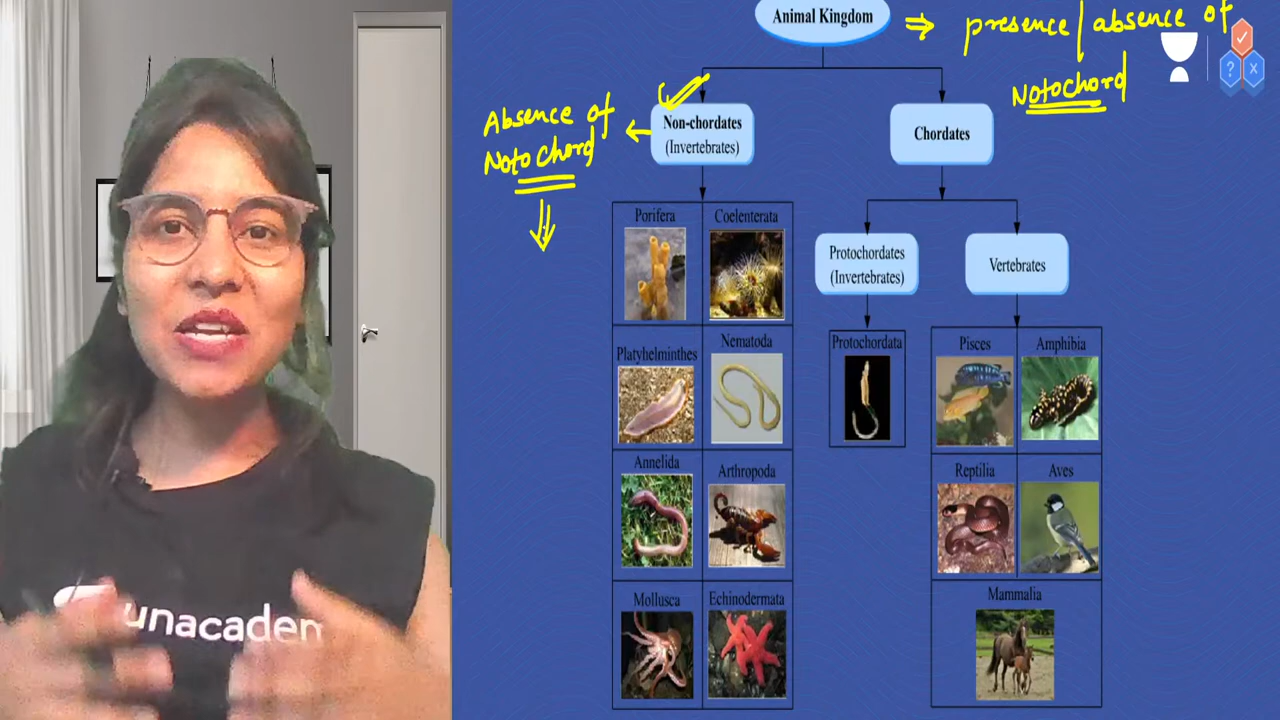 Animal Kingdom
⇒ presence/absence of
Notochord
Absence of
Notochord
Non-chordates
(Invertebrates)
Chordates
Porifera
Coelenterata
Protochordates
(Invertebrates)
Vertebrates
Platyhelminthes
Nematoda
Protochordata
Pisces
Amphibia
Annelida
Arthropoda
Reptilia
Aves
Mollusca
Echinodermata
Mammalia
unacadem